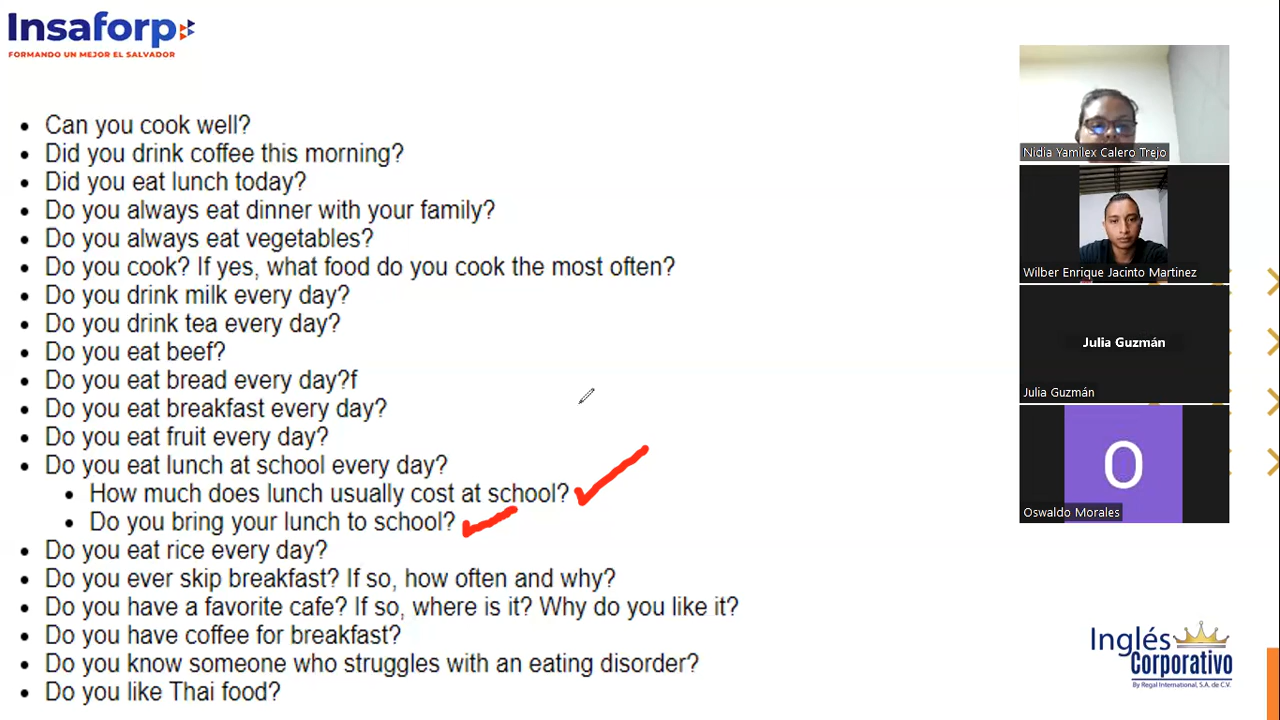 Insaforp
FORMANDO UN MEJOR EL SALVADOR
• Can you cook well?
• Did you drink coffee this morning?
• Did you eat lunch today?
• Do you always eat dinner with your family?
• Do you always eat vegetables?
• Do you cook? If yes, what food do you cook the most often?
• Do you drink milk every day?
• Do you drink tea every day?
• Do you eat beef?
• Do you eat bread every day?f
• Do you eat breakfast every day?
• Do you eat fruit every day?
• Do you eat lunch at school every day?
• How much does lunch usually cost at school?
• Do you bring your lunch to school?
• Do you eat rice every day?
• Do you ever skip breakfast? If so, how often and why?
• Do you have a favorite cafe? If so, where is it? Why do you like it?
• Do you have coffee for breakfast?
• Do you know someone who struggles with an eating disorder?
• Do you like Thai food?
Nidia Yamilex Calero Trejo
Wilber Enrique Jacinto Martinez
Julia Guzmán
Julia Guzmán
O
Oswaldo Morales
Inglés
Corporativo
By Regal International, S.A. de C.V.